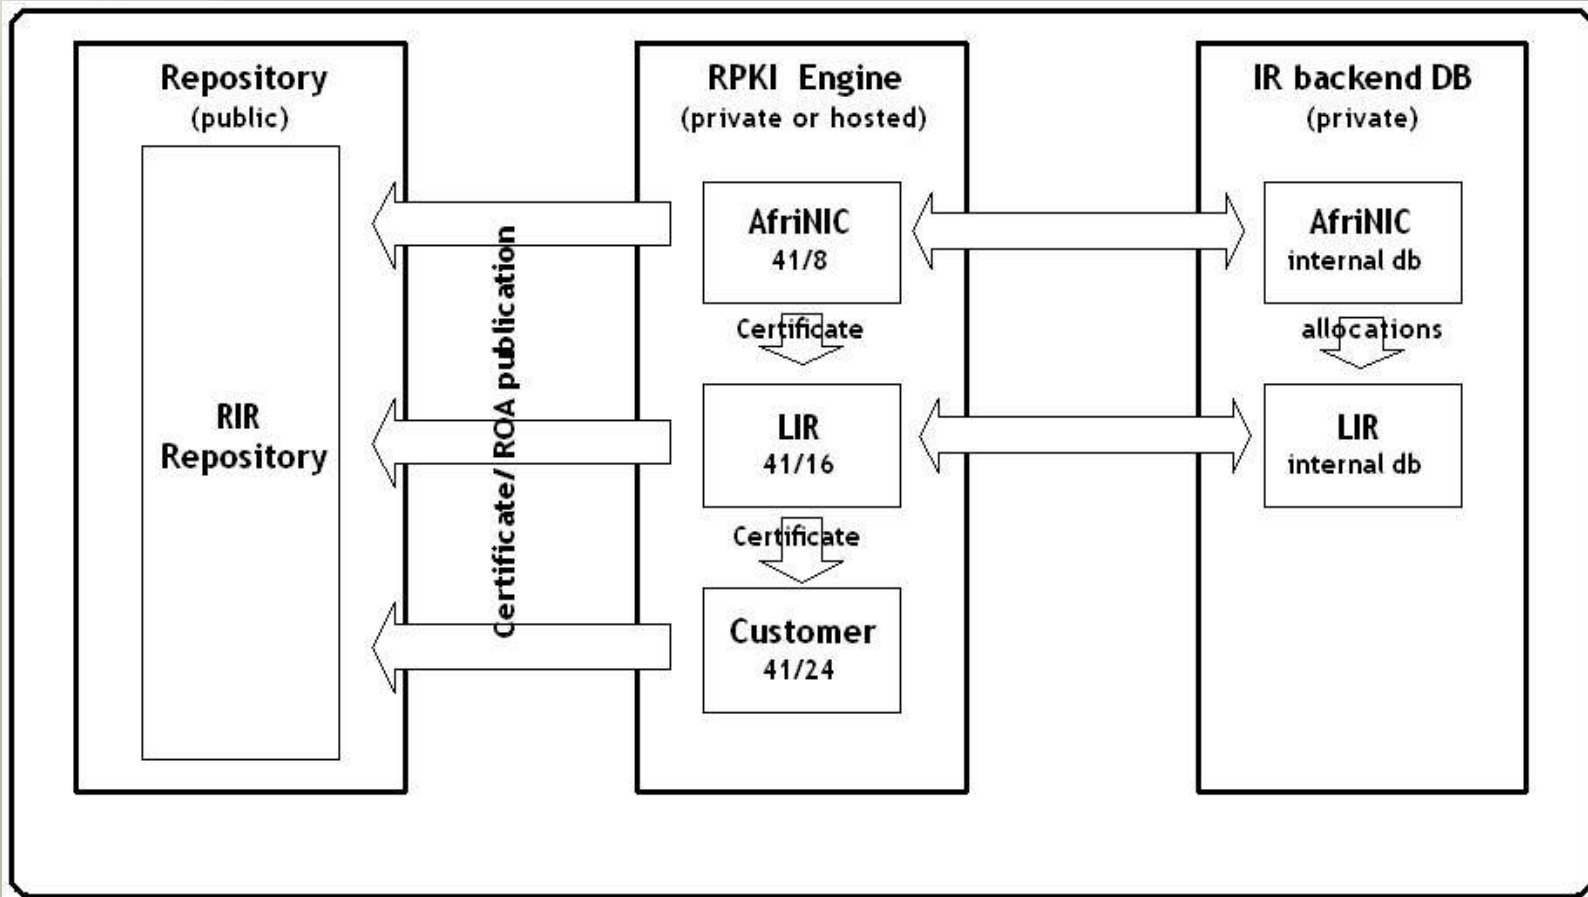 Repository
(public)
RIR
Repository
Certificate/ ROA publication
RPKI Engine
(private or hosted)
AfriNIC
41/8
Certificate
LIR
41/16
Certificate
Customer
41/24
IR backend DB
(private)
AfriNIC
internal db
allocations
LIR
internal db